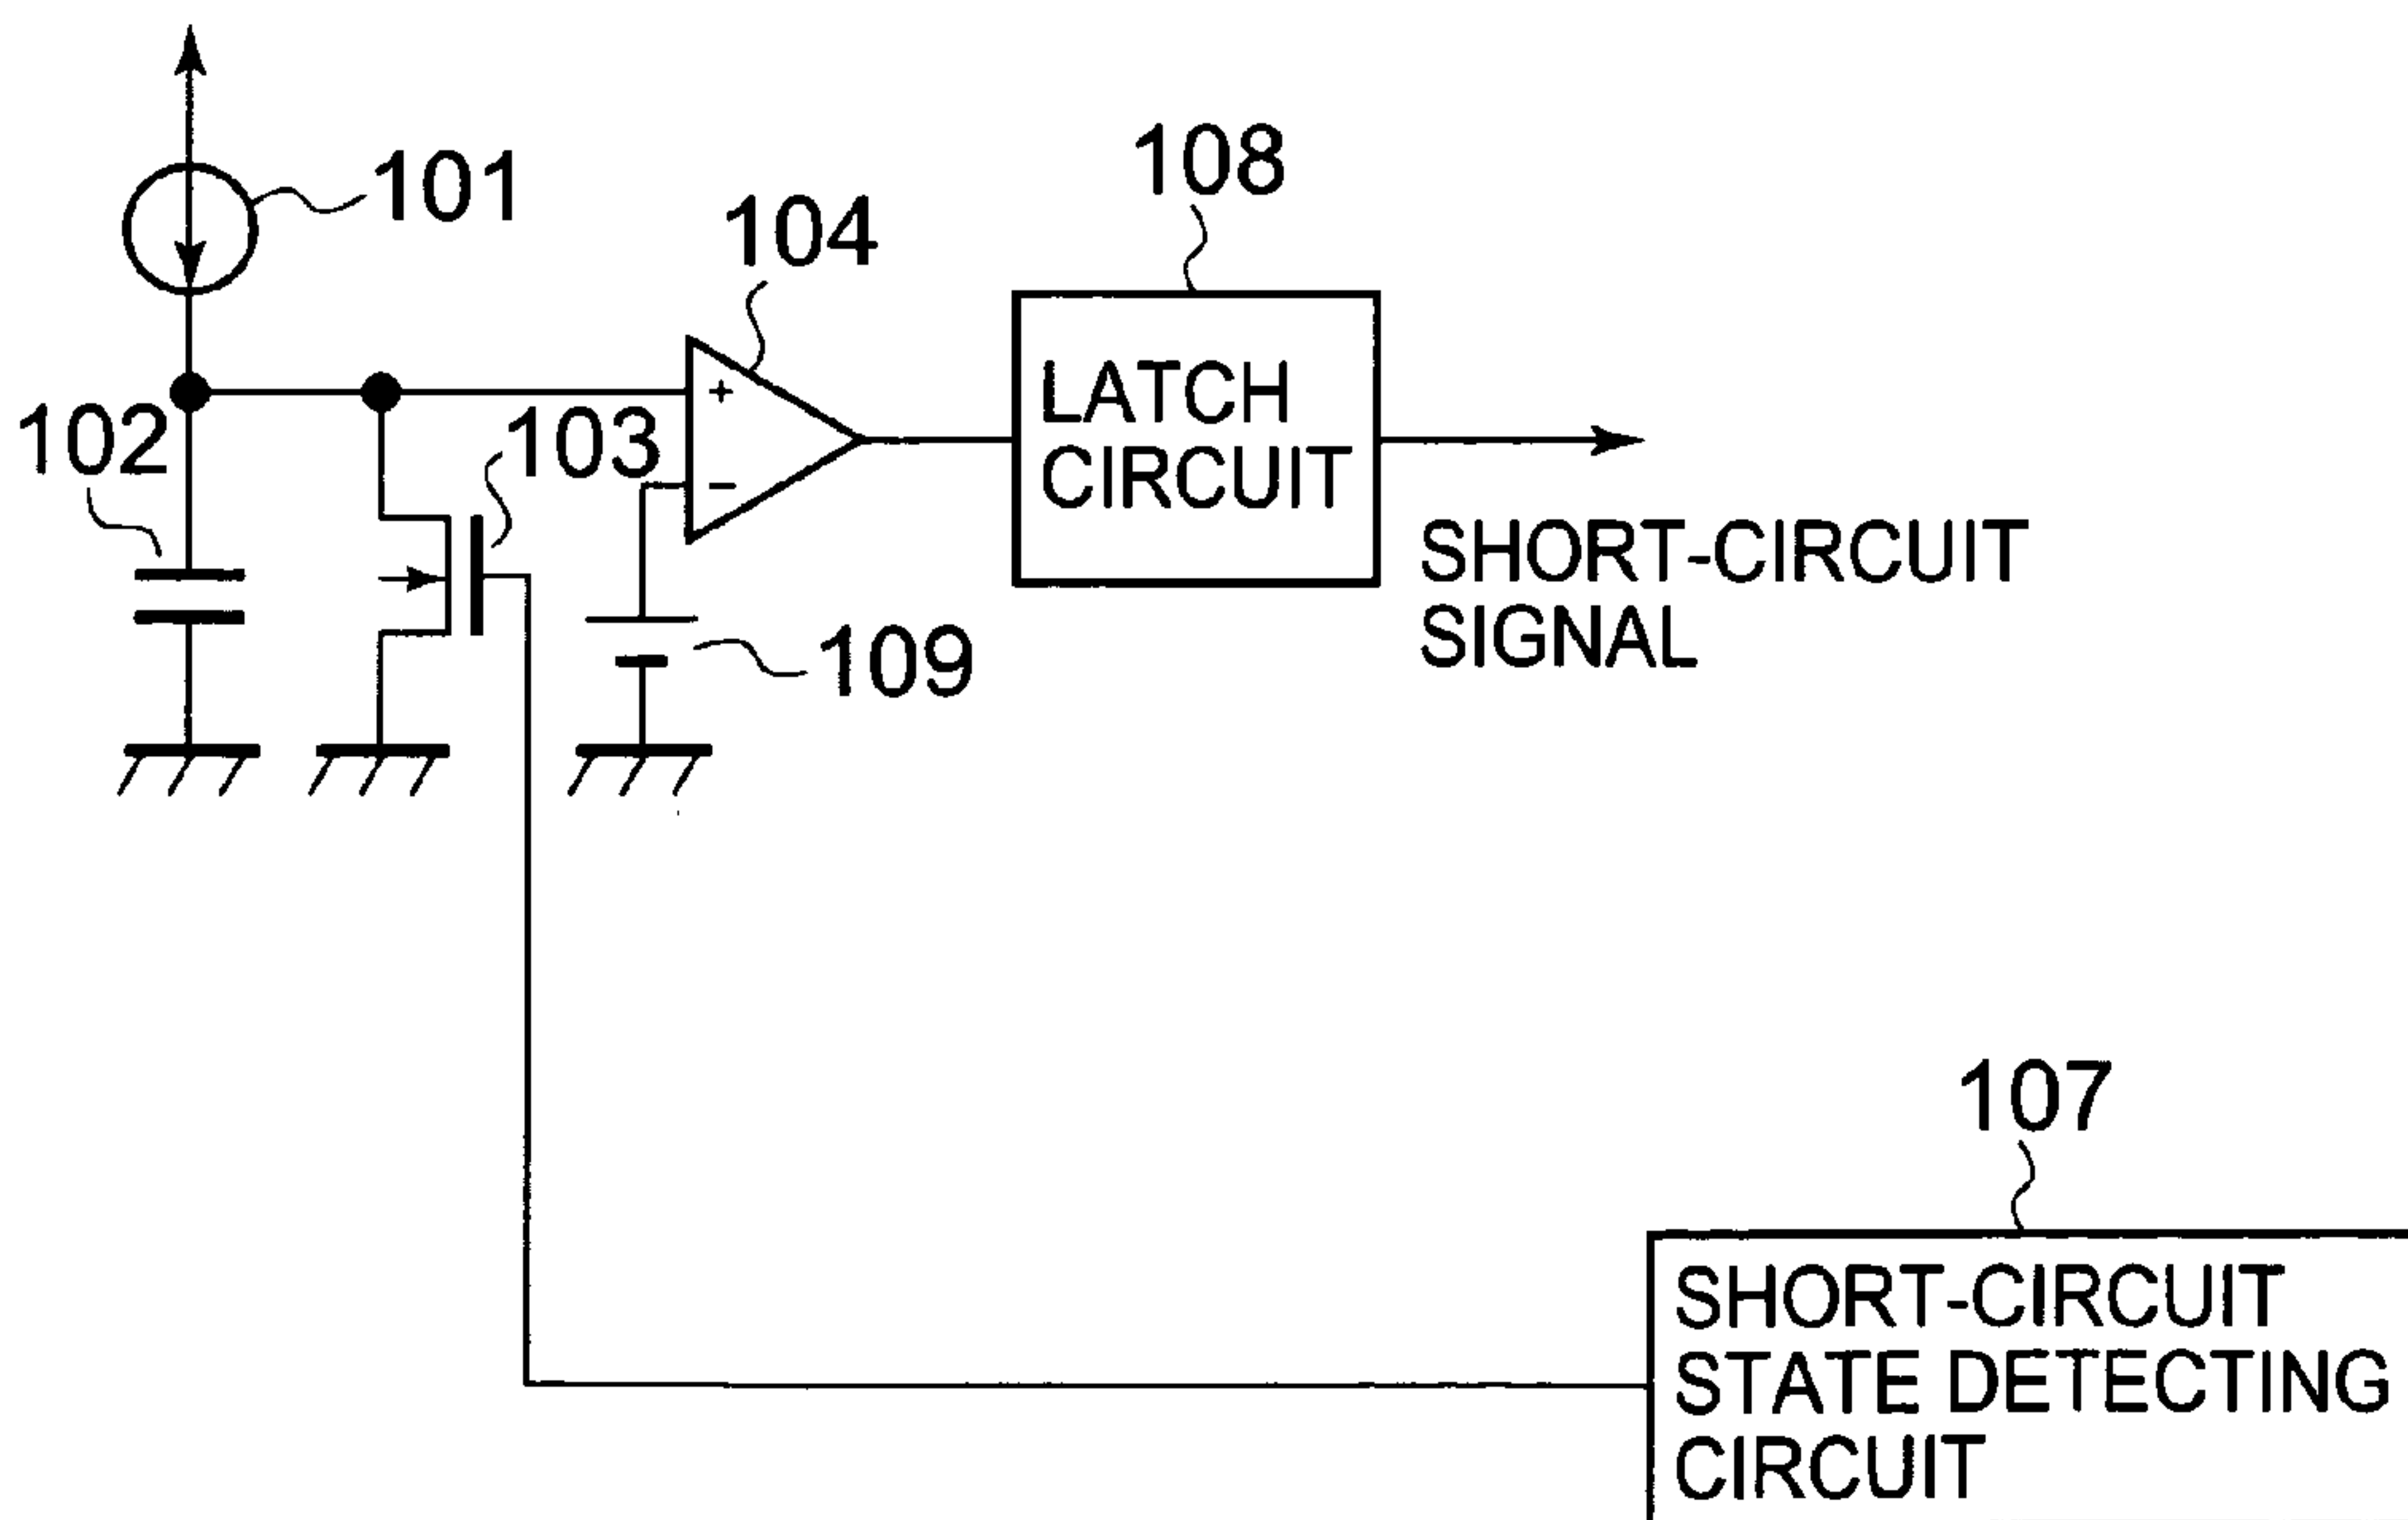 101
108
104
102
103
+
−
LATCH
CIRCUIT
SHORT-CIRCUIT
SIGNAL
109
107
SHORT-CIRCUIT
STATE DETECTING
CIRCUIT